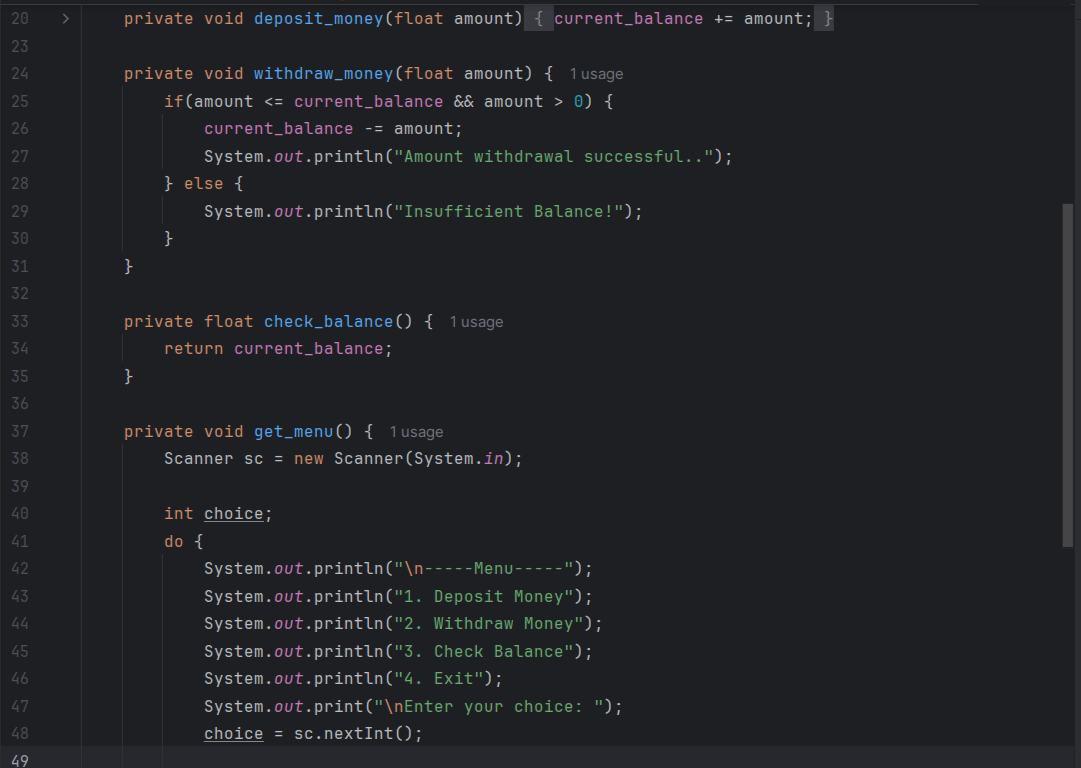 20 private void deposit_money(float amount) { current_balance += amount; }
23
24 private void withdraw_money(float amount) { 1 usage
25 if(amount <= current_balance && amount > 0) {
26 current_balance -= amount;
27 System.out.println("Amount withdrawal successful..");
28 } else {
29 System.out.println("Insufficient Balance!");
30 }
31 }
32
33 private float check_balance() { 1 usage
34 return current_balance;
35 }
36
37 private void get_menu() { 1 usage
38 Scanner sc = new Scanner(System.in);
39
40 int choice;
41 do {
42 System.out.println("\n-----Menu-----");
43 System.out.println("1. Deposit Money");
44 System.out.println("2. Withdraw Money");
45 System.out.println("3. Check Balance");
46 System.out.println("4. Exit");
47 System.out.print("\nEnter your choice: ");
48 choice = sc.nextInt();
49